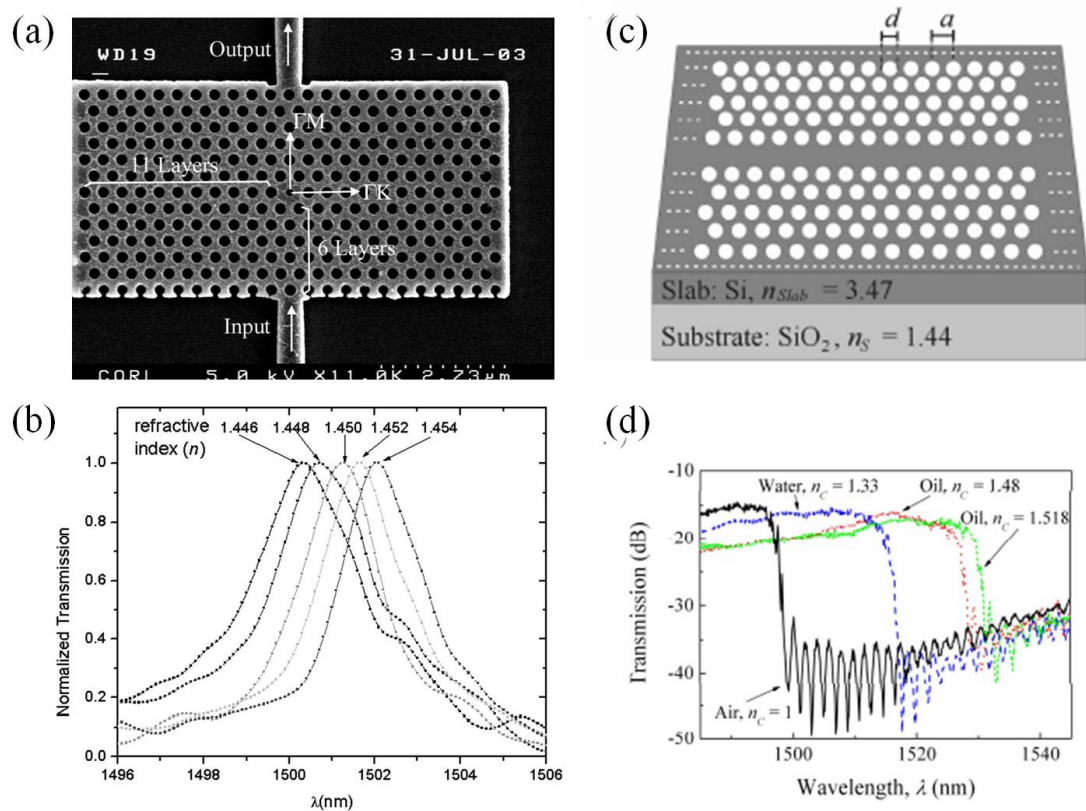 (a)
WD19
Output
31-JUL-03
ΓM
11 Layers
ΓK
6 Layers
Input
CORL 5.0 kV X11.0K 2.73μm
(b)
refractive
index (n)
1.446
1.448
1.450
1.452
1.454
Normalized Transmission
1.0
0.8
0.6
0.4
0.2
0.0
1496
1498
1500
1502
1504
1506
λ(nm)
(c)
d
a
Slab: Si, nSlab = 3.47
Substrate: SiO₂, nS = 1.44
(d)
Transmission (dB)
-10
-20
-30
-40
-50
Water, nC = 1.33
Oil, nC = 1.48
Oil, nC = 1.518
Air, nC = 1
1500
1520
1540
Wavelength, λ (nm)